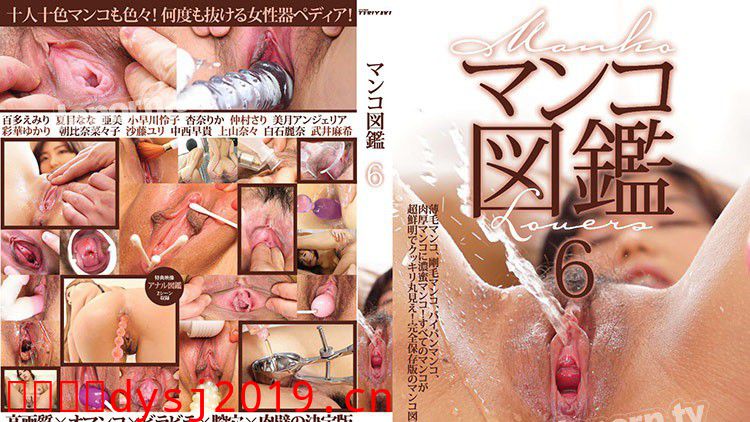 十人十色マンコも色々！何度も抜ける女性器ペディア！
百多えみり 夏目なな 亜美 小早川怜子 杏奈りか 仲村さり 美月アンジェリア
彩華ゆかり 朝比奈菜々子 沙藤ユリ 中西早貴 上山奈々 白石麗奈 武井麻希
特典映像
アナル図鑑
2シーン
収録
マンコ図鑑
6
Manko
マンコ
図鑑
Lovers
6
薄毛マンコ、剛毛マンコ、パイパンマンコ、
肉厚マンコに濃蜜マンコ！すべてのマンコが
超鮮明でクッキリ丸見え！完全保存版のマンコ図
dysj2019.cn